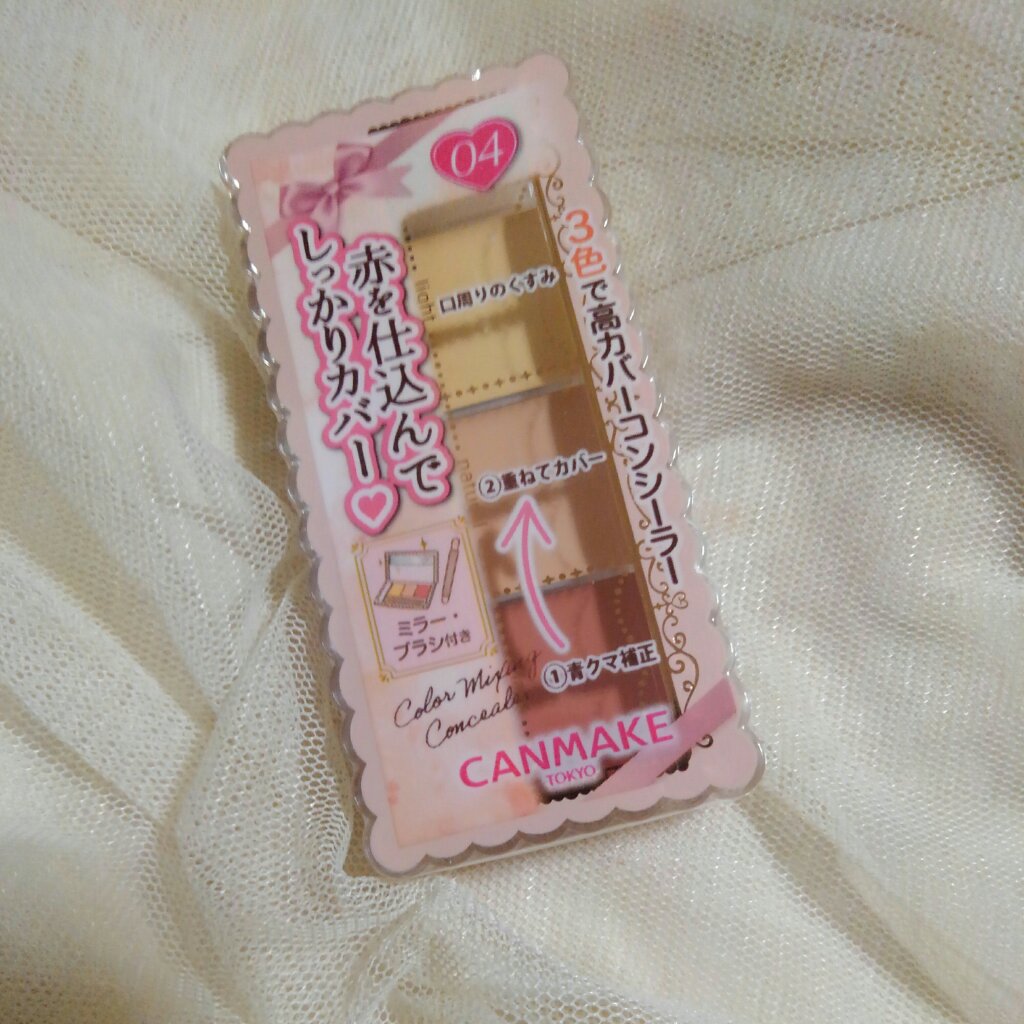 04
3色で高カバーコンシーラー
赤を仕込んで
しっかりカバー♡
light
口周りのくすみ
②重ねてカバー
①青クマ補正
ミラー・
ブラシ付き
Color Mixing
Concealer
CANMAKE
TOKYO